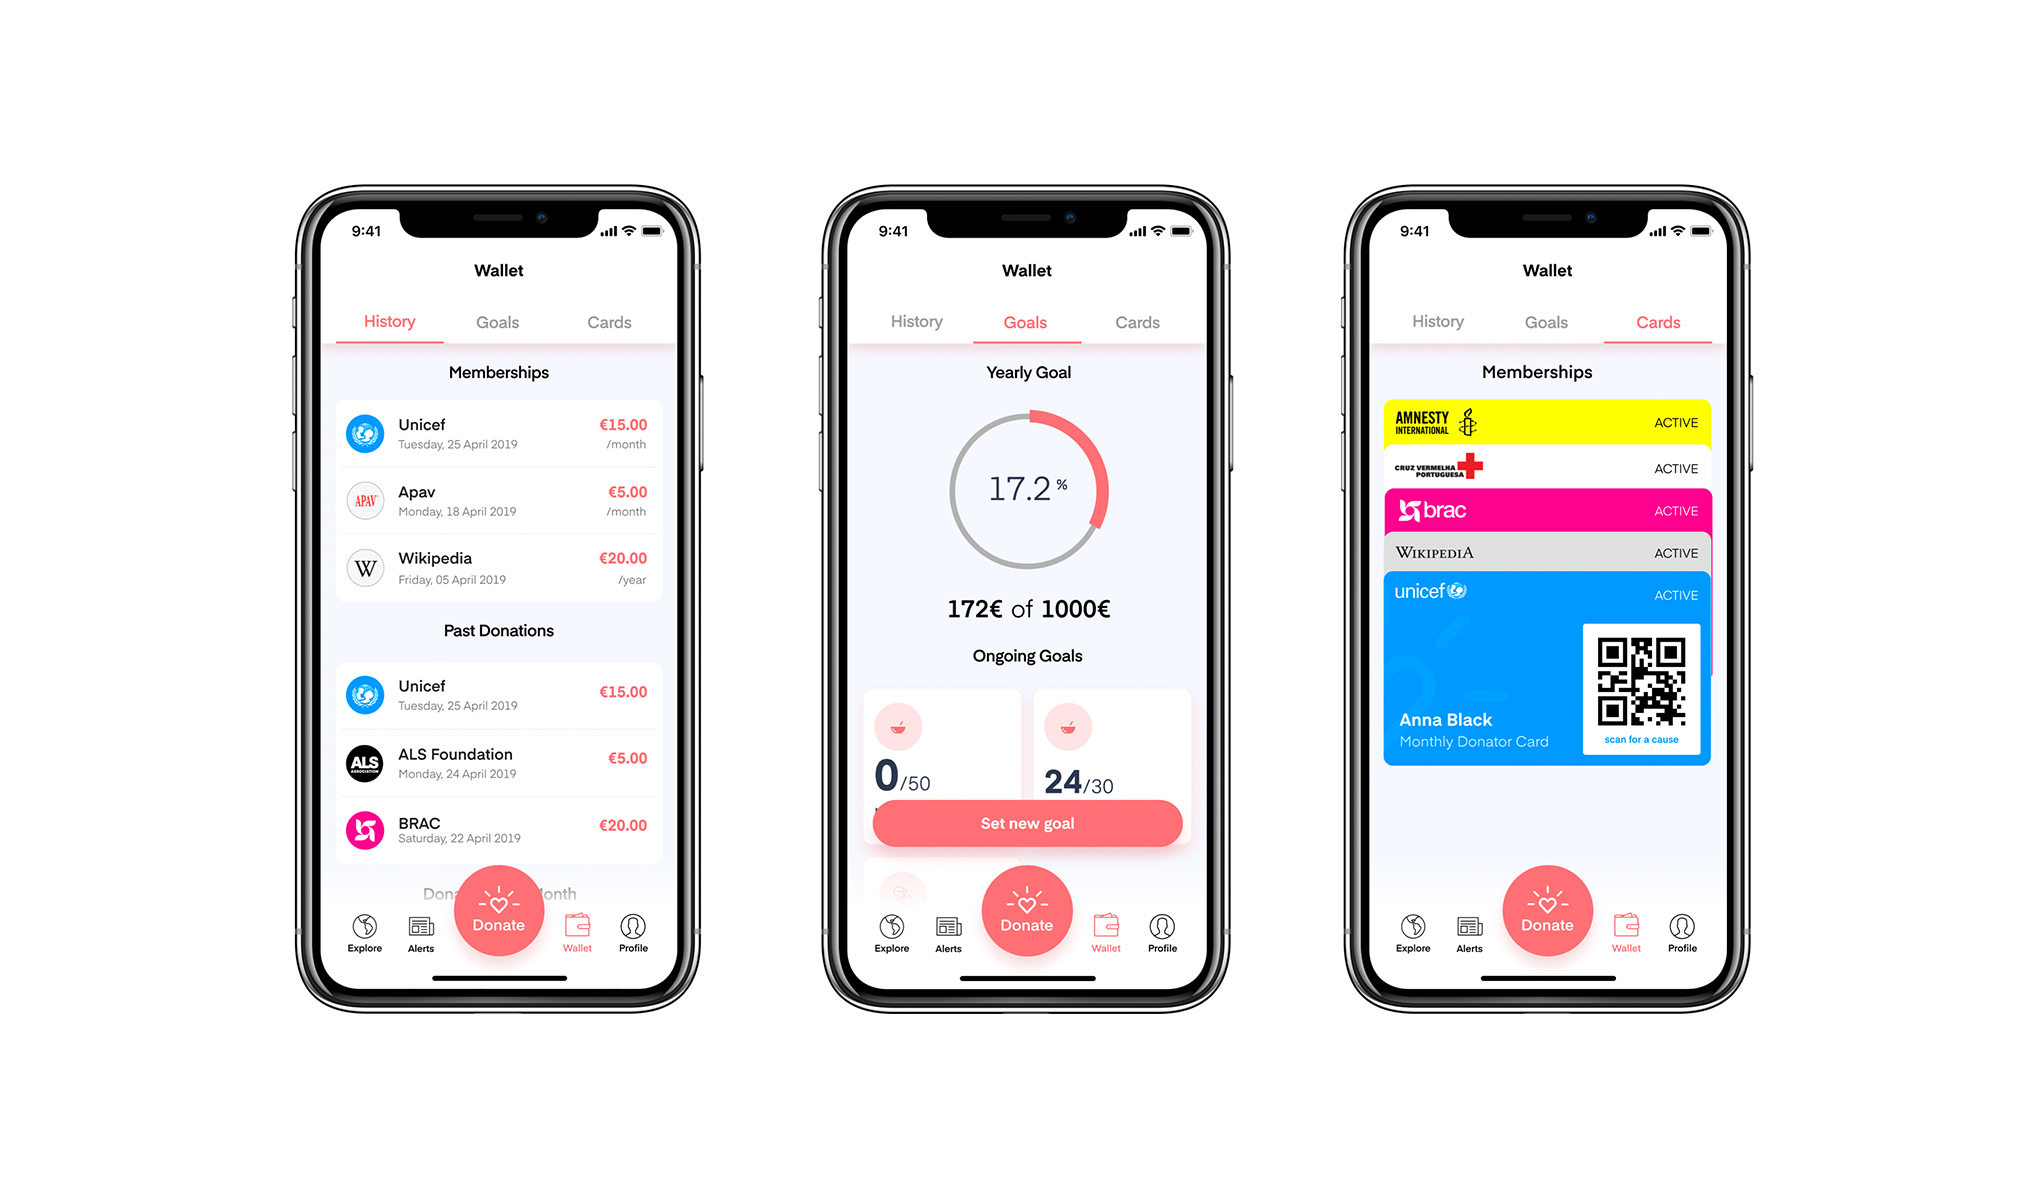 9:41
Wallet
History Goals Cards
Memberships
Unicef €15.00
Tuesday, 25 April 2019 /month
APAV
Apav €5.00
Monday, 18 April 2019 /month
W
Wikipedia €20.00
Friday, 05 April 2019 /year
Past Donations
Unicef €15.00
Tuesday, 25 April 2019
ALS
ASSOCIATION
ALS Foundation €5.00
Monday, 24 April 2019
BRAC €20.00
Saturday, 22 April 2019
Donate
Explore Alerts Wallet Profile
9:41
Wallet
History Goals Cards
Yearly Goal
17.2 %
172€ of 1000€
Ongoing Goals
0/50
24/30
Set new goal
Donate
Explore Alerts Wallet Profile
9:41
Wallet
History Goals Cards
Memberships
AMNESTY
INTERNATIONAL
ACTIVE
CRUZ VERMELHA
PORTUGUESA
ACTIVE
brac ACTIVE
WIKIPEDIA ACTIVE
unicef ACTIVE
Anna Black
Monthly Donator Card
scan for a cause
Donate
Explore Alerts Wallet Profile